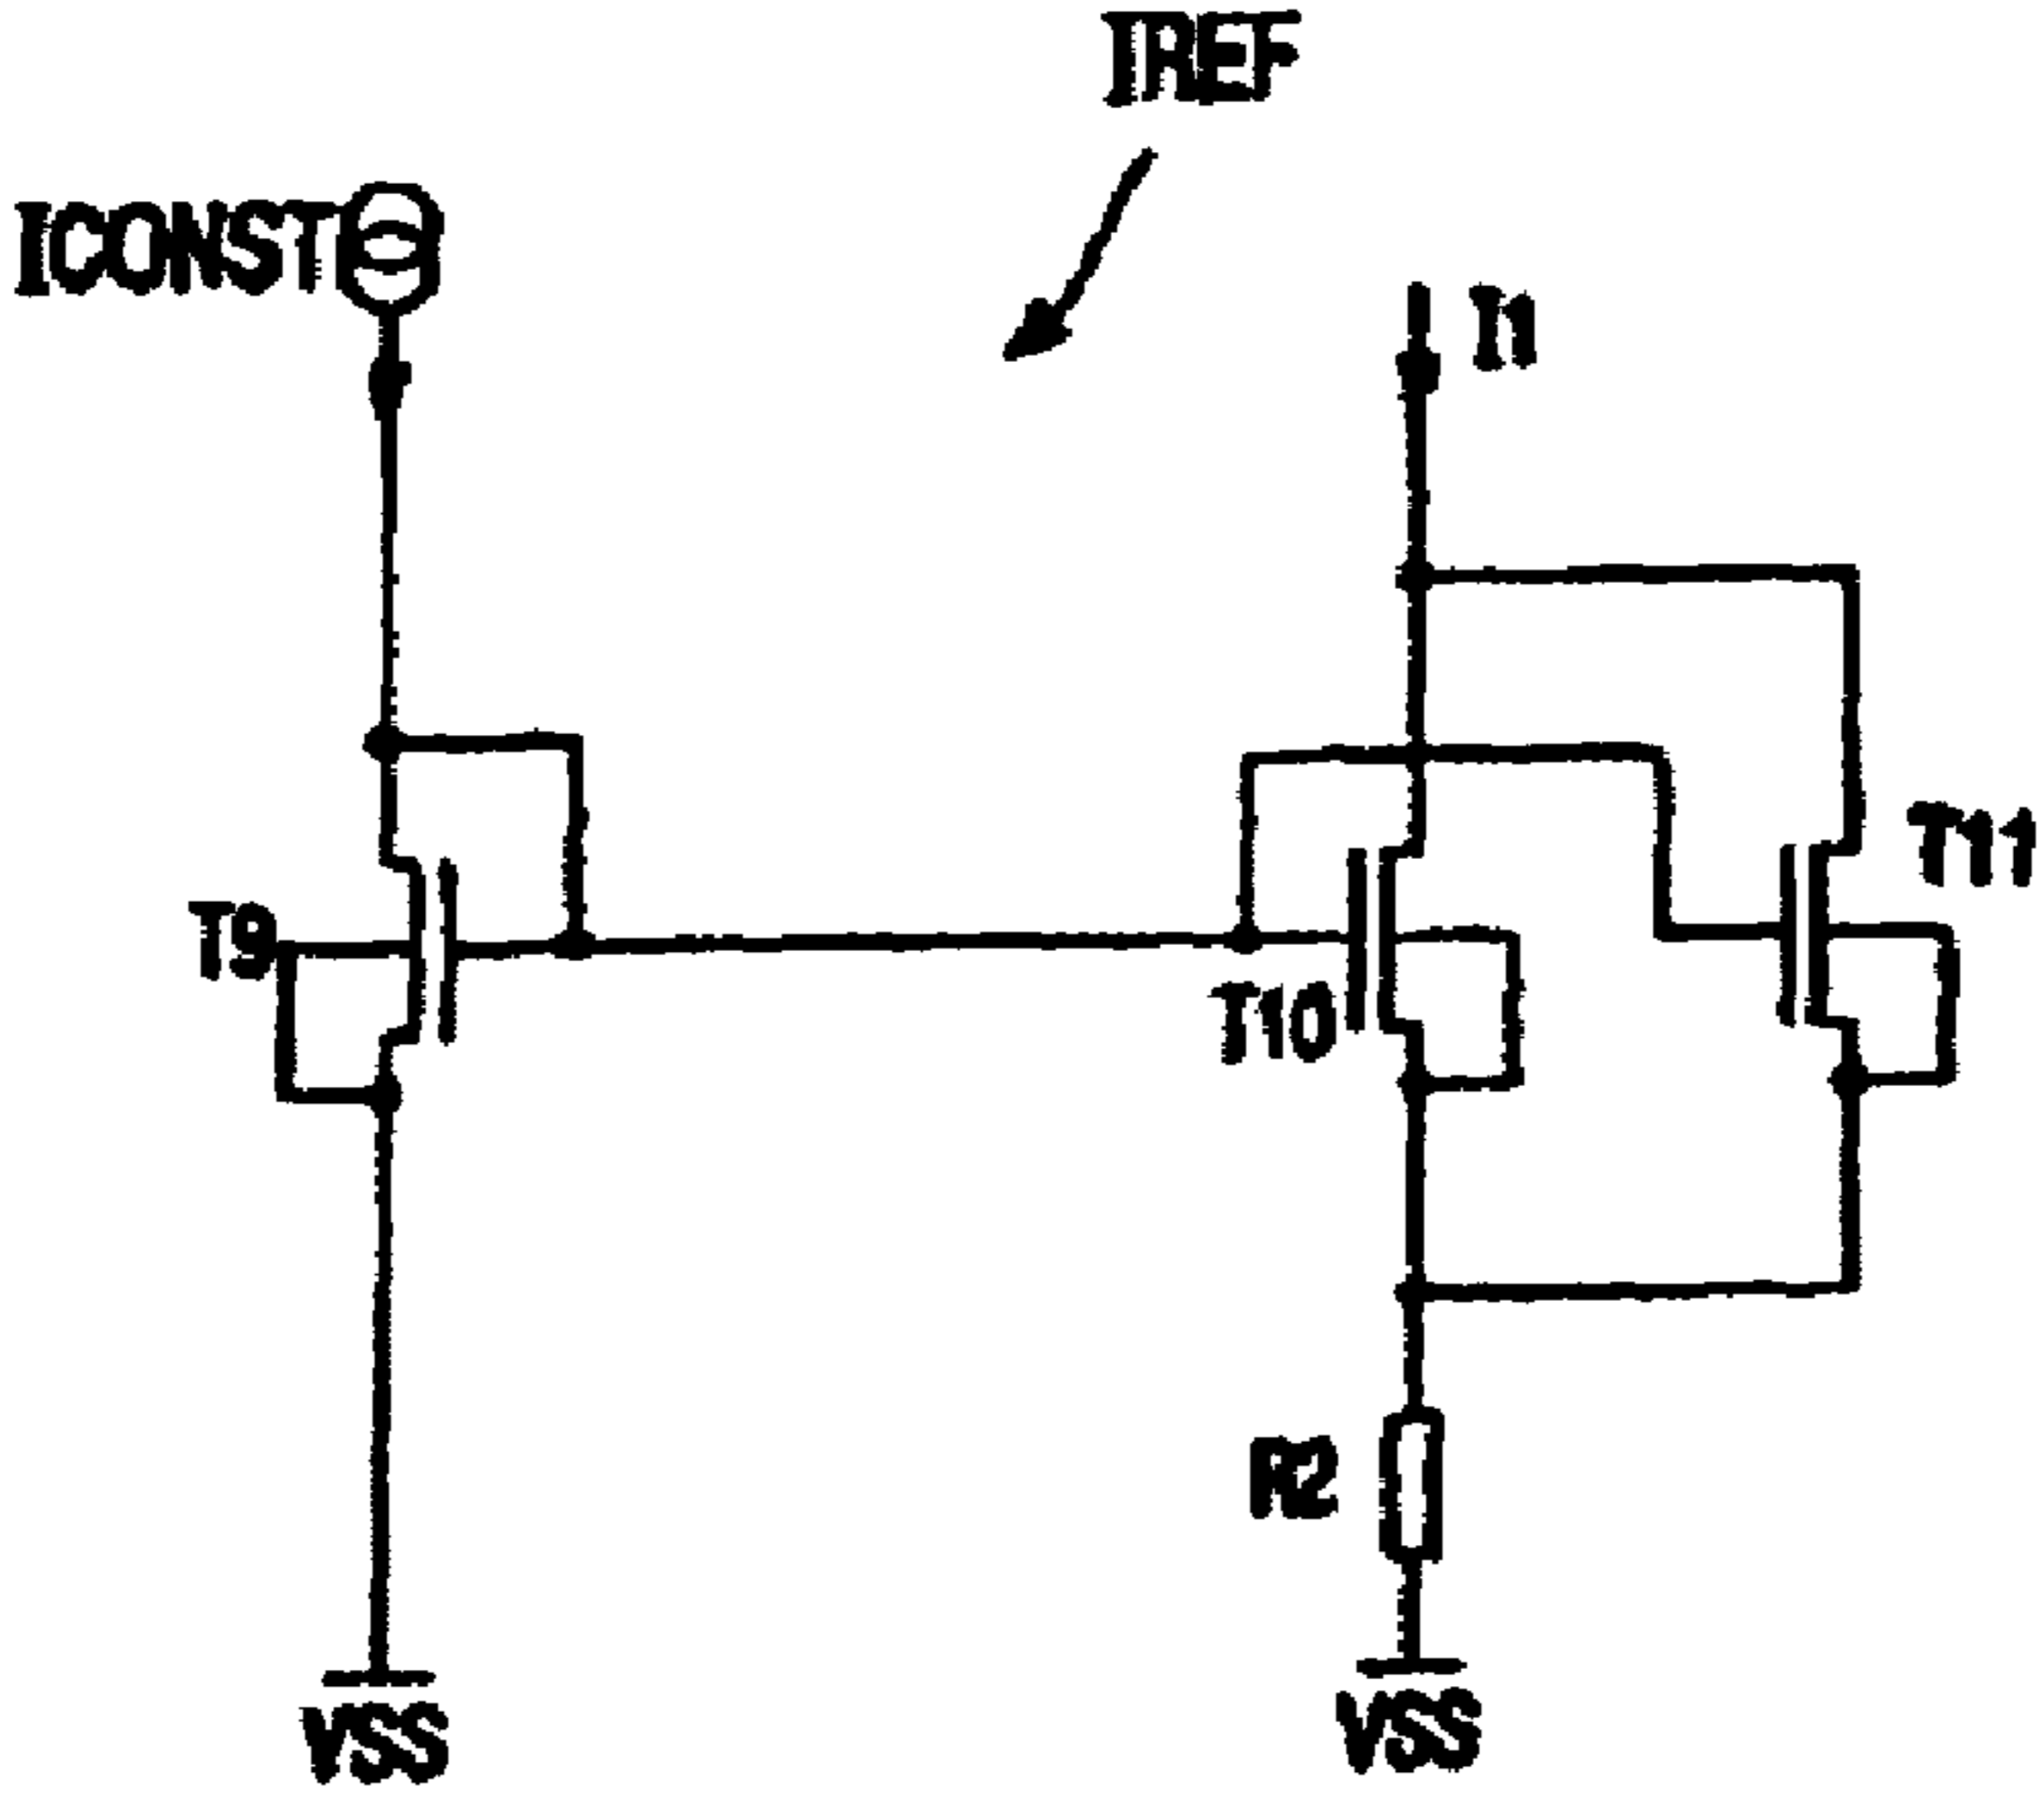 IREF
ICONST
I1
T11
T9
T10
R2
VSS
VSS